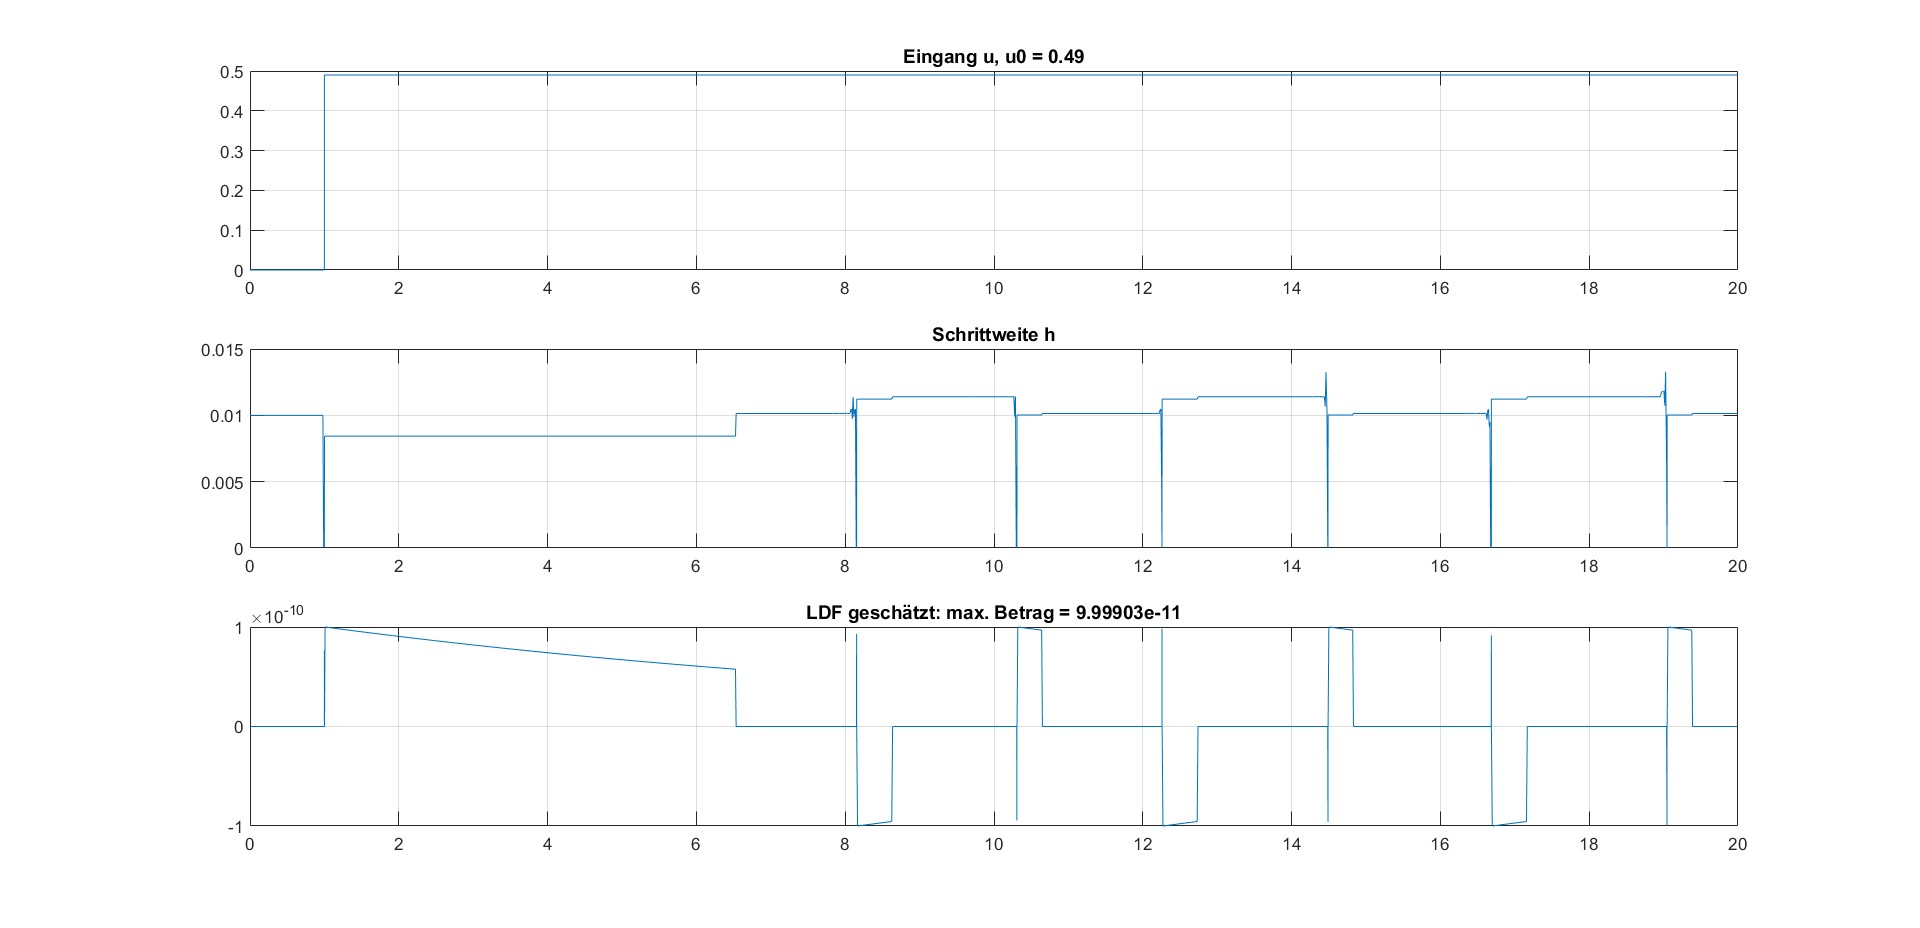 Eingang u, u0 = 0.49
0.5
0.4
0.3
0.2
0.1
0
0 2 4 6 8 10 12 14 16 18 20
Schrittweite h
0.015
0.01
0.005
0
0 2 4 6 8 10 12 14 16 18 20
×10^-10
LDF geschätzt: max. Betrag = 9.99903e-11
1
0
-1
0 2 4 6 8 10 12 14 16 18 20